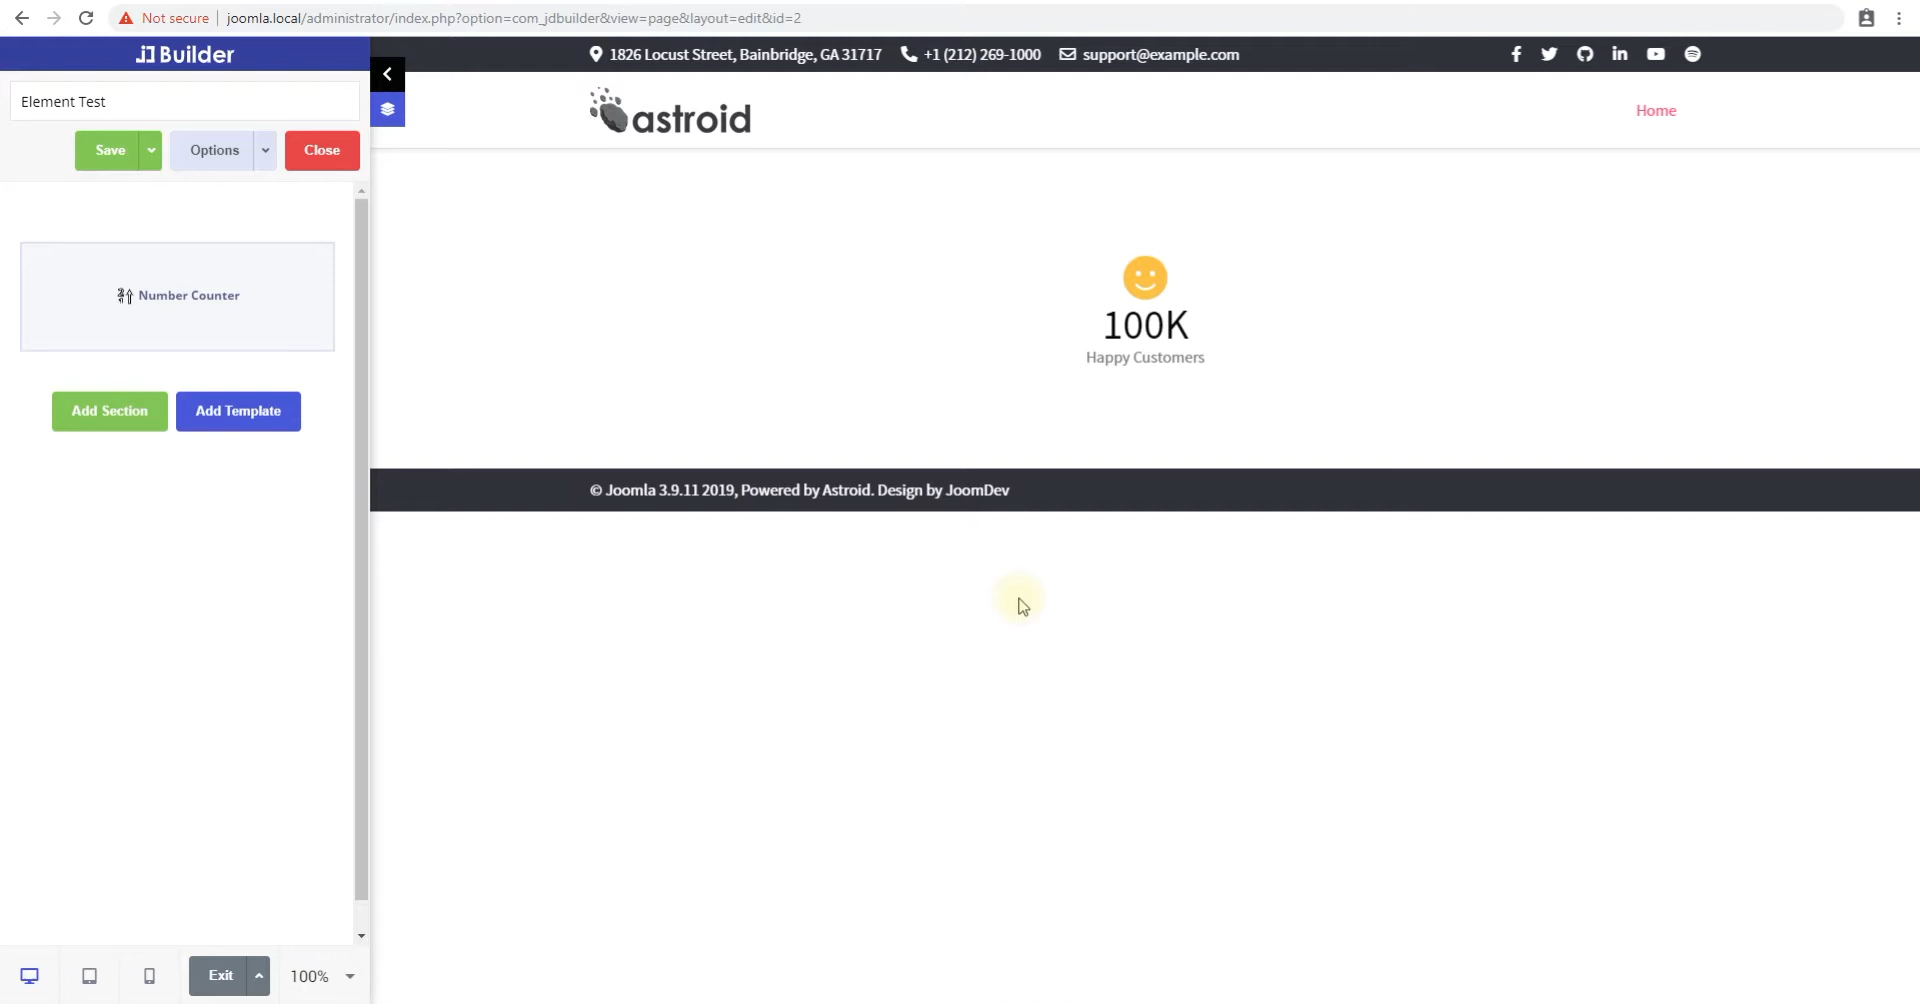 Not secure joomla.local/administrator/index.php?option=com_jdbuilder&view=page&layout=edit&id=2
JD Builder
1826 Locust Street, Bainbridge, GA 31717 +1 (212) 269-1000 support@example.com
Element Test
astroid
Home
Save Options Close
Number Counter
100K
Happy Customers
Add Section Add Template
© Joomla 3.9.11 2019, Powered by Astroid. Design by JoomDev
Exit 100%